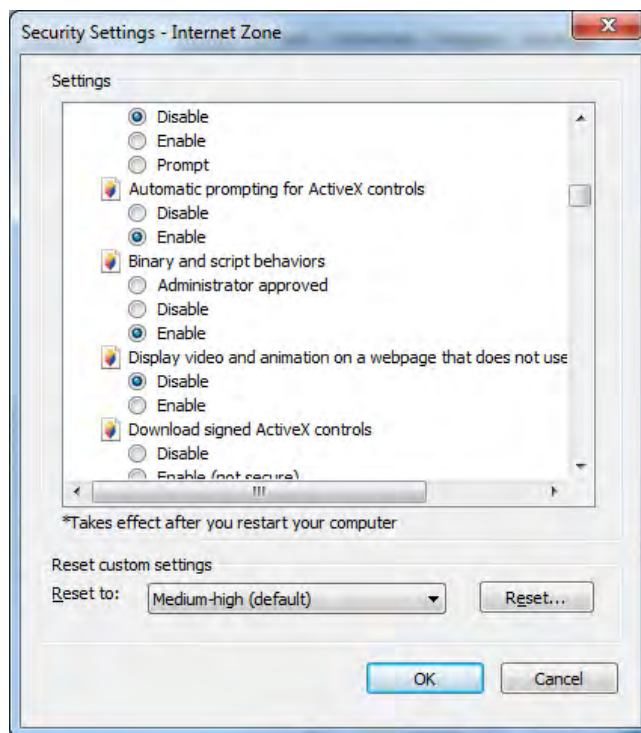 Security Settings - Internet Zone
Settings
Disable
Enable
Prompt
Automatic prompting for ActiveX controls
Disable
Enable
Binary and script behaviors
Administrator approved
Disable
Enable
Display video and animation on a webpage that does not use
Disable
Enable
Download signed ActiveX controls
Disable
Enable (not secure)
*Takes effect after you restart your computer
Reset custom settings
Reset to: Medium-high (default) Reset...
OK Cancel